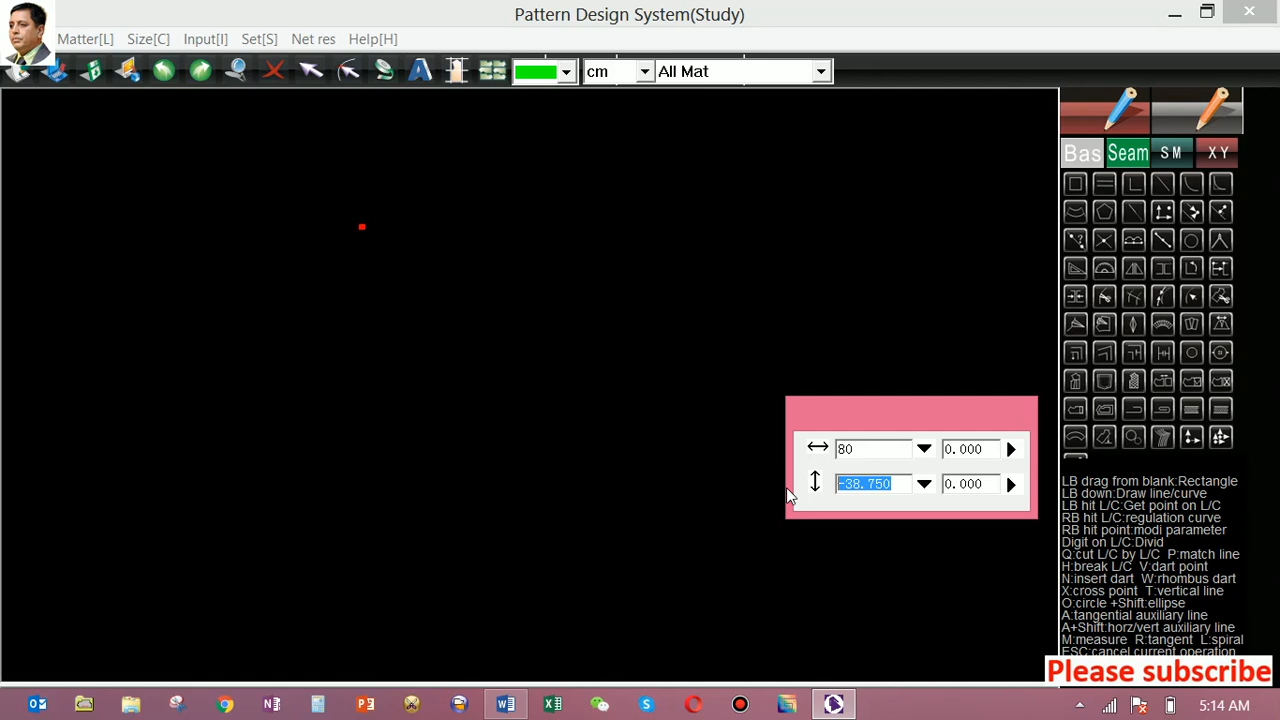 Pattern Design System(Study)
Matter[L] Size[C] Input[I] Set[S] Net res Help[H]
A cm All Mat
Bas Seam S M X Y
80 0.000
-38.750 0.000
LB drag from blank:Rectangle
LB down:Draw line/curve
LB hit L/C:Get point on L/C
RB hit L/C:regulation curve
RB hit point:modi parameter
Digit on L/C:Divid
Q:cut L/C by L/C P:match line
H:break L/C V:dart point
N:insert dart W:rhombus dart
X:cross point T:vertical line
O:circle +Shift:ellipse
A:tangential auxiliary line
A+Shift:horz/vert auxiliary line
M:measure R:tangent L:spiral
ESC:cancel current operation
Please subscribe
5:14 AM